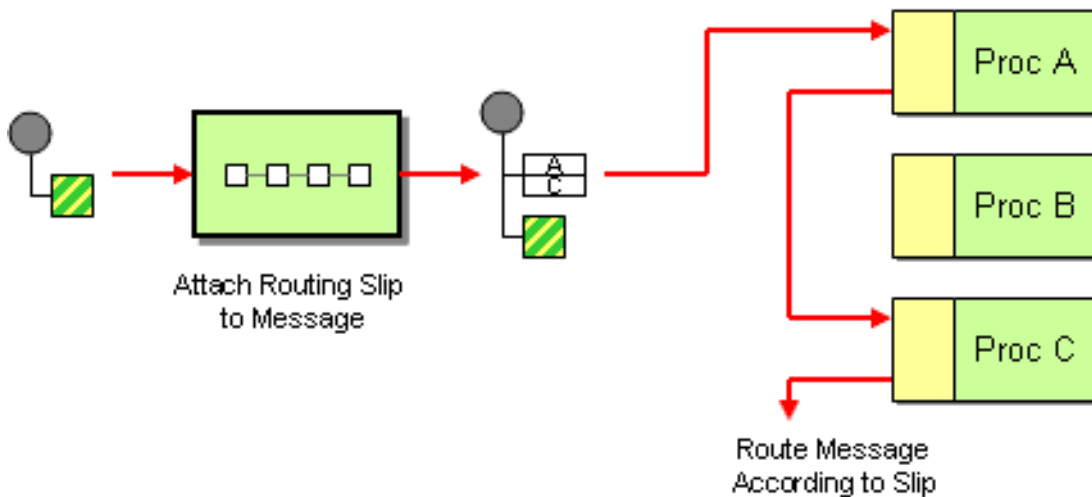 Proc A
A
C
Proc B
Attach Routing Slip
to Message
Proc C
Route Message
According to Slip